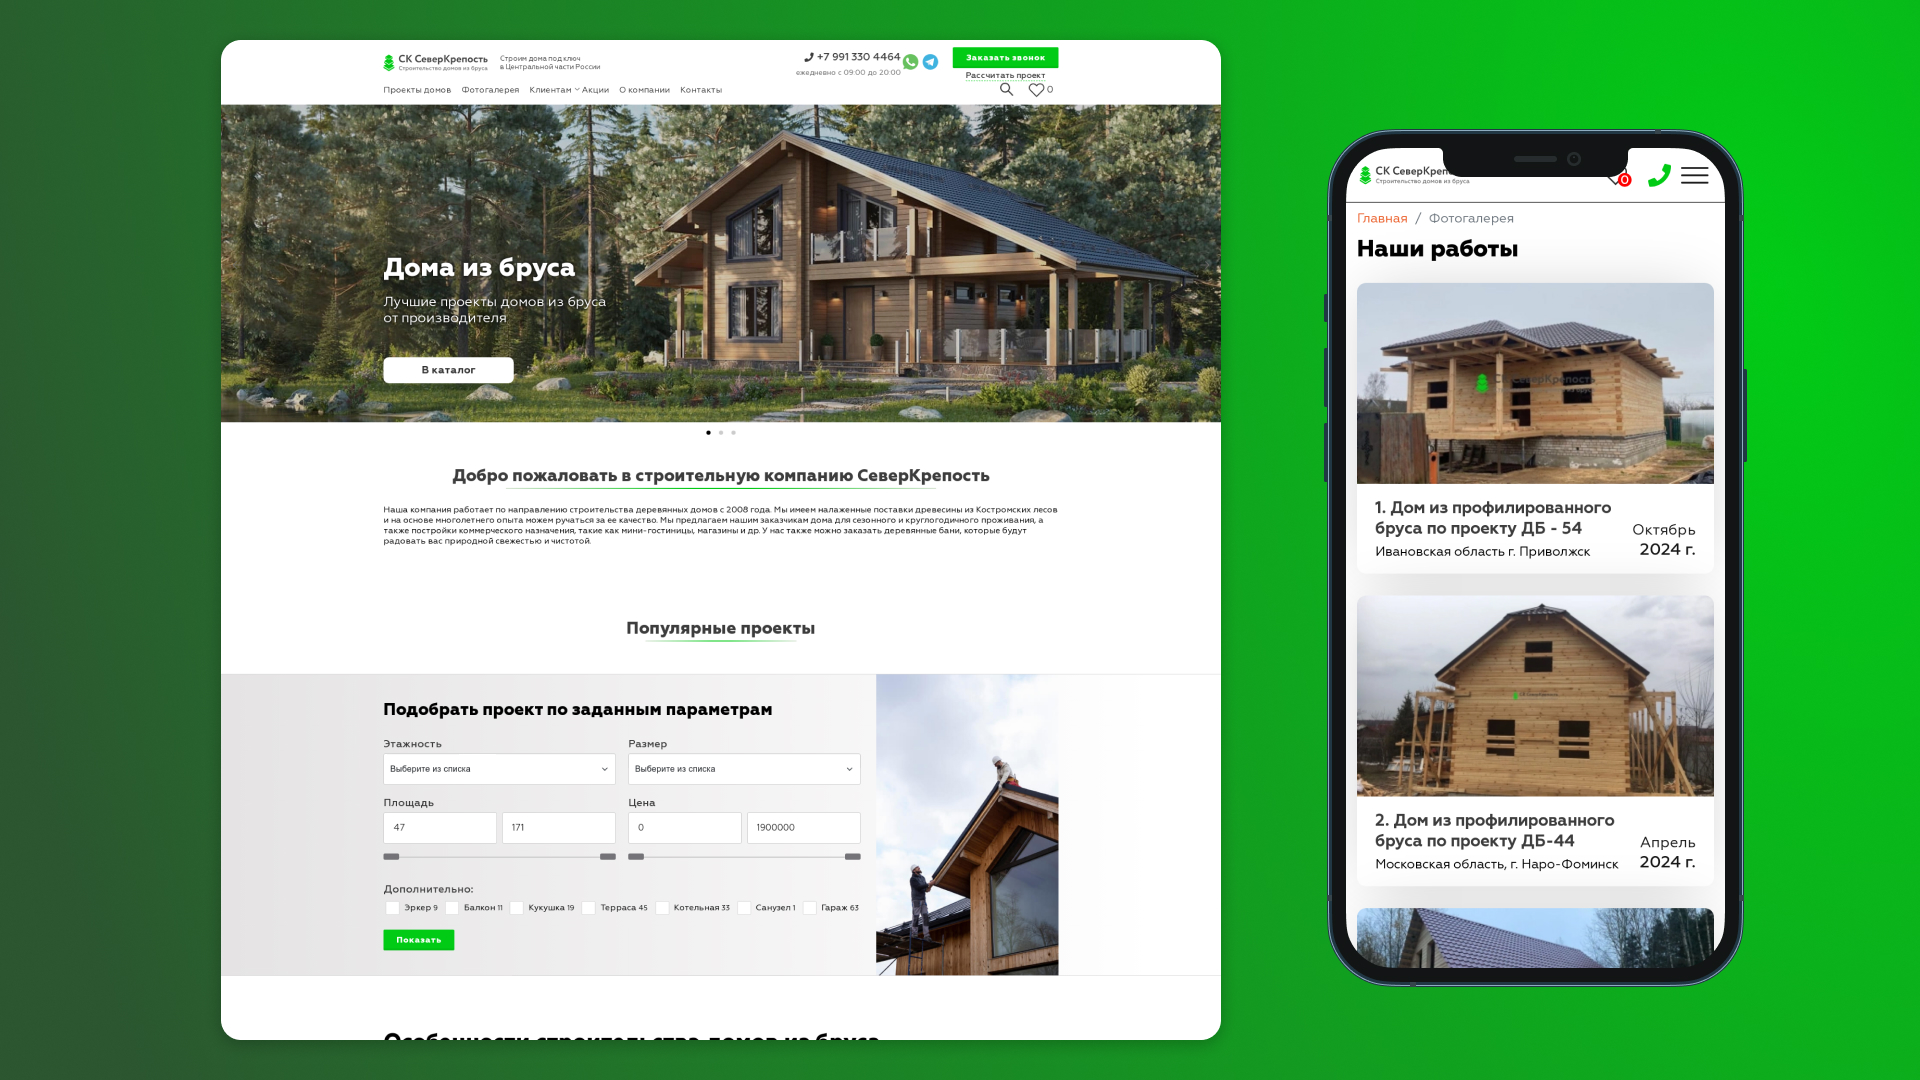 СК СеверКрепость
Строительство домов из бруса
Строим дома под ключ
в Центральной части России
+7 991 330 4464
ежедневно с 09:00 до 20:00
Заказать звонок
Рассчитать проект
Проекты домов Фотогалерея Клиентам Акции О компании Контакты
0
Дома из бруса
Лучшие проекты домов из бруса
от производителя
В каталог
Добро пожаловать в строительную компанию СеверКрепость
Наша компания работает по направлению строительства деревянных домов с 2008 года. Мы имеем налаженные поставки древесины из Костромских лесов
и на основе многолетнего опыта можем ручаться за ее качество. Мы предлагаем нашим заказчикам дома для сезонного и круглогодичного проживания, а
также постройки коммерческого назначения, такие как мини-гостиницы, магазины и др. У нас также можно заказать деревянные бани, которые будут
радовать вас природной свежестью и чистотой.
Популярные проекты
Подобрать проект по заданным параметрам
Этажность Размер
Выберите из списка Выберите из списка
Площадь Цена
47 171 0 1900000
Дополнительно:
Эркер 9 Балкон 11 Кукушка 19 Терраса 45 Котельная 33 Санузел 1 Гараж 63
Показать
Особенности строительства домов из бруса
СК СеверКреп
Строительство домов из бруса
0
Главная / Фотогалерея
Наши работы
СК СеверКрепость
1. Дом из профилированного
бруса по проекту ДБ - 54
Ивановская область г. Приволжск
Октябрь
2024 г.
2. Дом из профилированного
бруса по проекту ДБ-44
Московская область, г. Наро-Фоминск
Апрель
2024 г.